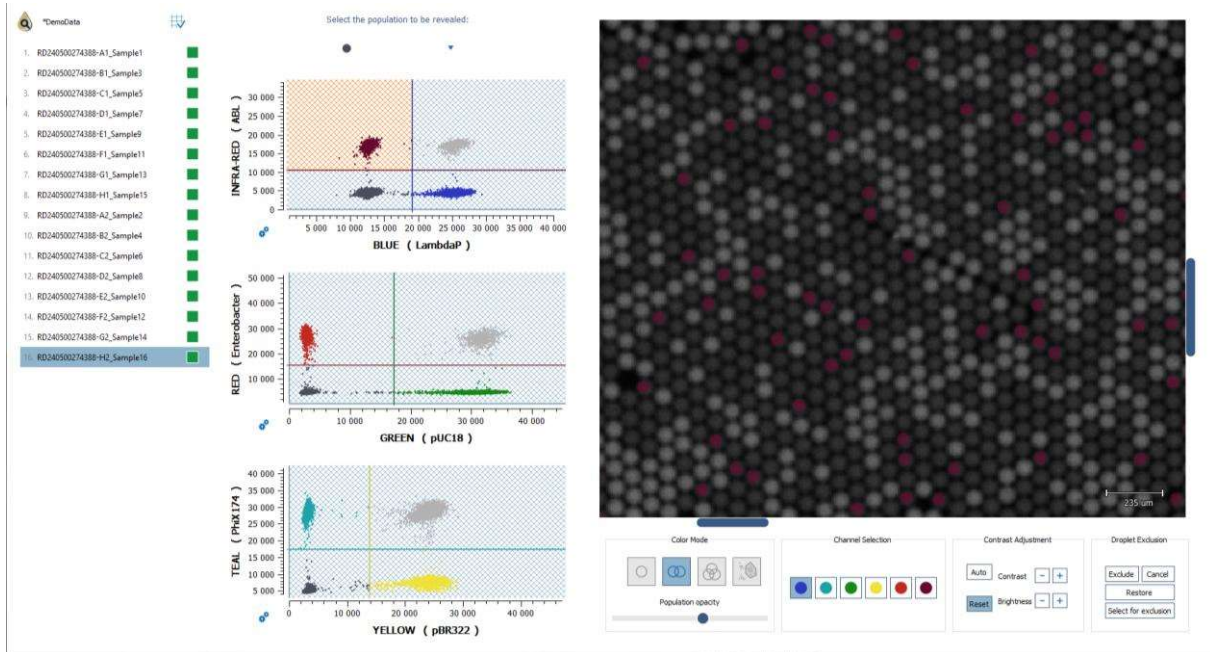 *DemoData
1. RD240500274388-A1_Sample1
2. RD240500274388-B1_Sample3
3. RD240500274388-C1_Sample5
4. RD240500274388-D1_Sample7
5. RD240500274388-E1_Sample9
6. RD240500274388-F1_Sample11
7. RD240500274388-G1_Sample13
8. RD240500274388-H1_Sample15
9. RD240500274388-A2_Sample2
10. RD240500274388-B2_Sample4
11. RD240500274388-C2_Sample6
12. RD240500274388-D2_Sample8
13. RD240500274388-E2_Sample10
14. RD240500274388-F2_Sample12
15. RD240500274388-G2_Sample14
16. RD240500274388-H2_Sample16
Select the population to be revealed:
INFRA-RED ( ABL )
30 000
25 000
20 000
15 000
10 000
5 000
0
5 000 10 000 15 000 20 000 25 000 30 000 35 000 40 000
BLUE ( LambdaP )
RED ( Enterobacter )
50 000
40 000
30 000
20 000
10 000
0 10 000 20 000 30 000 40 000
GREEN ( pUC18 )
TEAL ( PhiX174 )
40 000
35 000
30 000
25 000
20 000
15 000
10 000
5 000
0 10 000 20 000 30 000 40 000
YELLOW ( pBR322 )
235 um
Color Mode
Population opacity
Channel Selection
Contrast Adjustment
Auto Contrast - +
Reset Brightness - +
Droplet Exclusion
Exclude Cancel
Restore
Select for exclusion